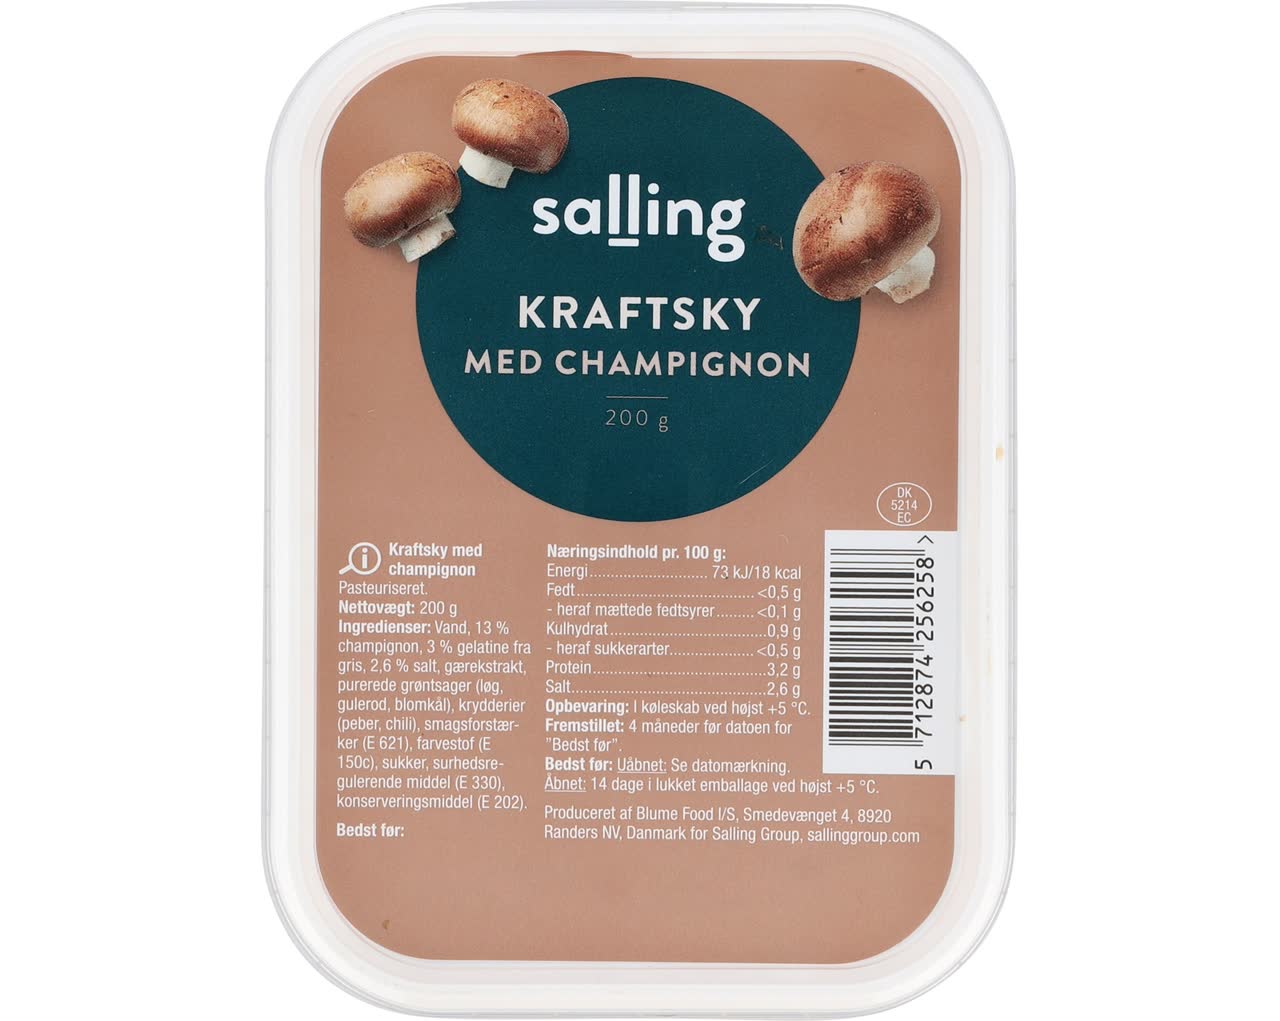 salling
KRAFTSKY
MED CHAMPIGNON
200 g
DK
5214
EC
Kraftsky med
champignon
Pasteuriseret.
Nettovægt: 200 g
Ingredienser: Vand, 13 %
champignon, 3 % gelatine fra
gris, 2,6 % salt, gærekstrakt,
purerede grøntsager (løg,
gulerod, blomkål), krydderier
(peber, chili), smagsforstær-
ker (E 621), farvestof (E
150c), sukker, surhedsre-
gulerende middel (E 330),
konserveringsmiddel (E 202).
Bedst før:
Næringsindhold pr. 100 g:
Energi............................ 73 kJ/18 kcal
Fedt..........................................<0,5 g
- heraf mættede fedtsyrer.........<0,1 g
Kulhydrat......................................0,9 g
- heraf sukkerarter....................<0,5 g
Protein..........................................3,2 g
Salt...............................................2,6 g
Opbevaring: I køleskab ved højst +5 °C.
Fremstillet: 4 måneder før datoen for
"Bedst før".
Bedst før: Uåbnet: Se datomærkning.
Åbnet: 14 dage i lukket emballage ved højst +5 °C.
Produceret af Blume Food I/S, Smedevænget 4, 8920
Randers NV, Danmark for Salling Group, sallinggroup.com
5 712874 256258 >